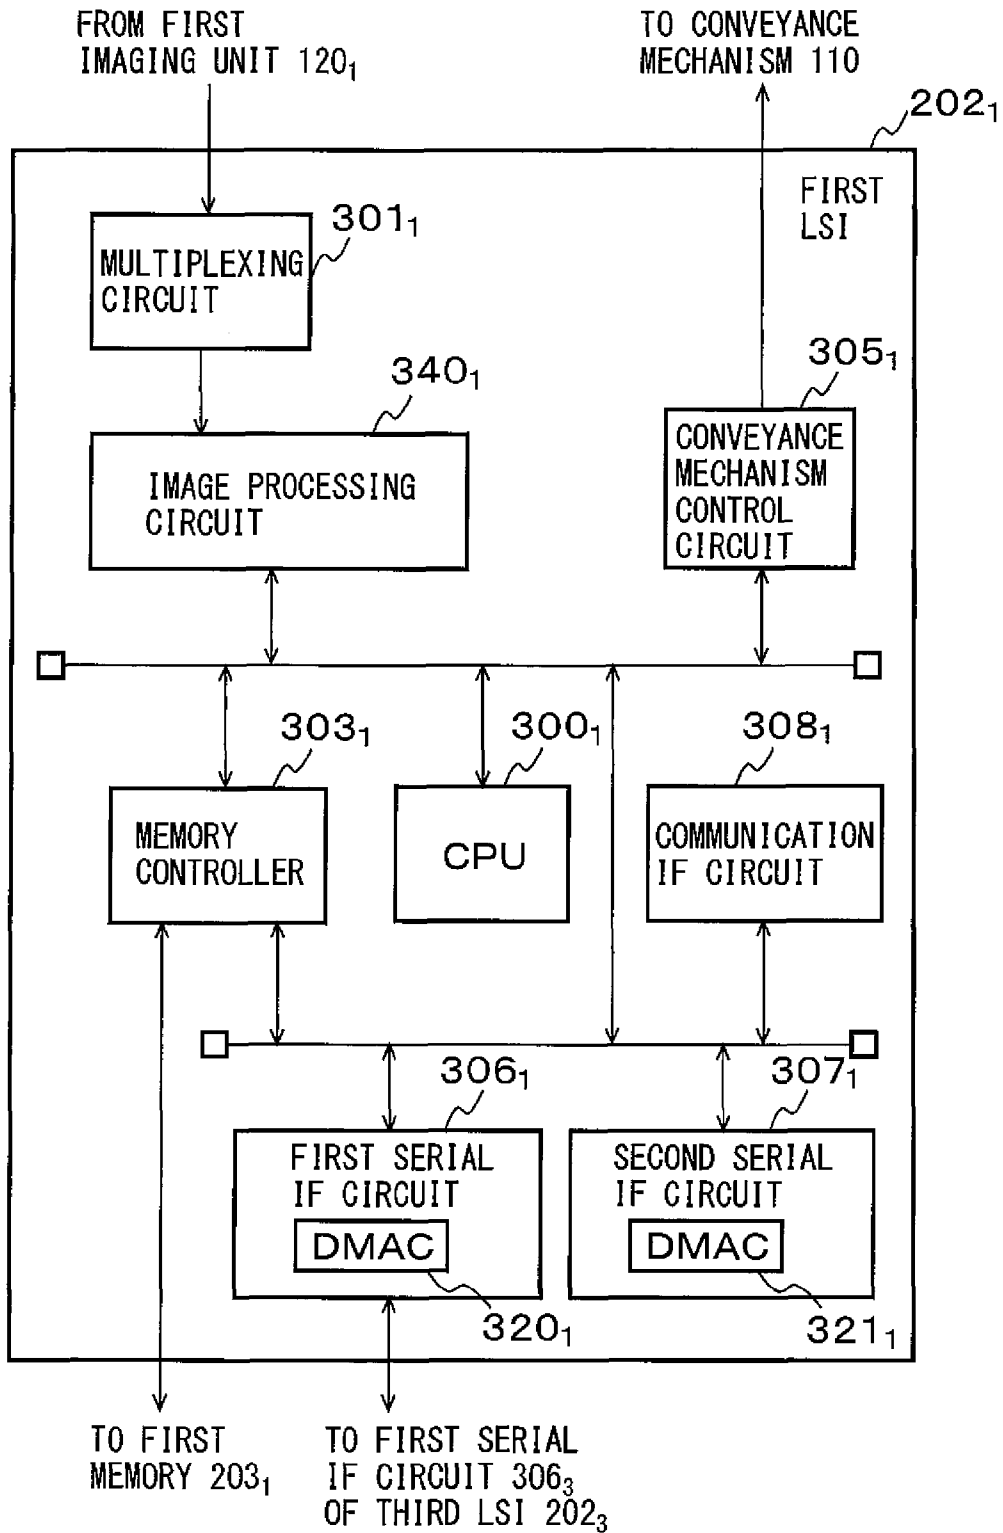 FROM FIRST
IMAGING UNIT 120₁
TO CONVEYANCE
MECHANISM 110
202₁
FIRST
LSI
301₁
MULTIPLEXING
CIRCUIT
340₁
IMAGE PROCESSING
CIRCUIT
305₁
CONVEYANCE
MECHANISM
CONTROL
CIRCUIT
303₁
MEMORY
CONTROLLER
300₁
CPU
308₁
COMMUNICATION
IF CIRCUIT
306₁
FIRST SERIAL
IF CIRCUIT
DMAC
320₁
307₁
SECOND SERIAL
IF CIRCUIT
DMAC
321₁
TO FIRST
MEMORY 203₁
TO FIRST SERIAL
IF CIRCUIT 306₃
OF THIRD LSI 202₃